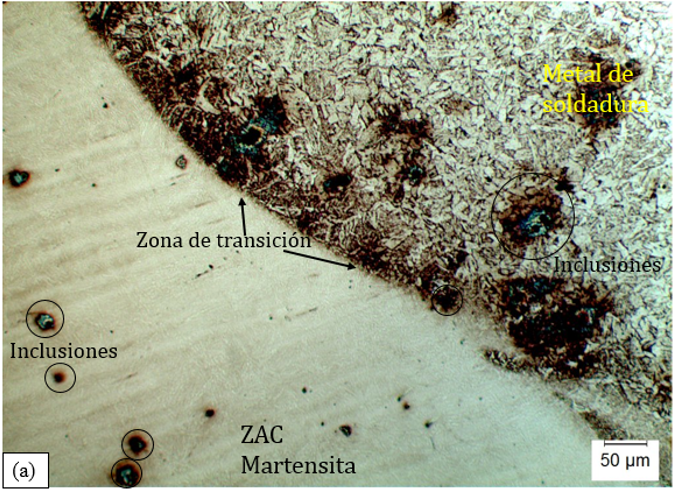 Metal de
soldadura
Zona de transición
Inclusiones
Inclusiones
ZAC
Martensita
(a)
50 µm